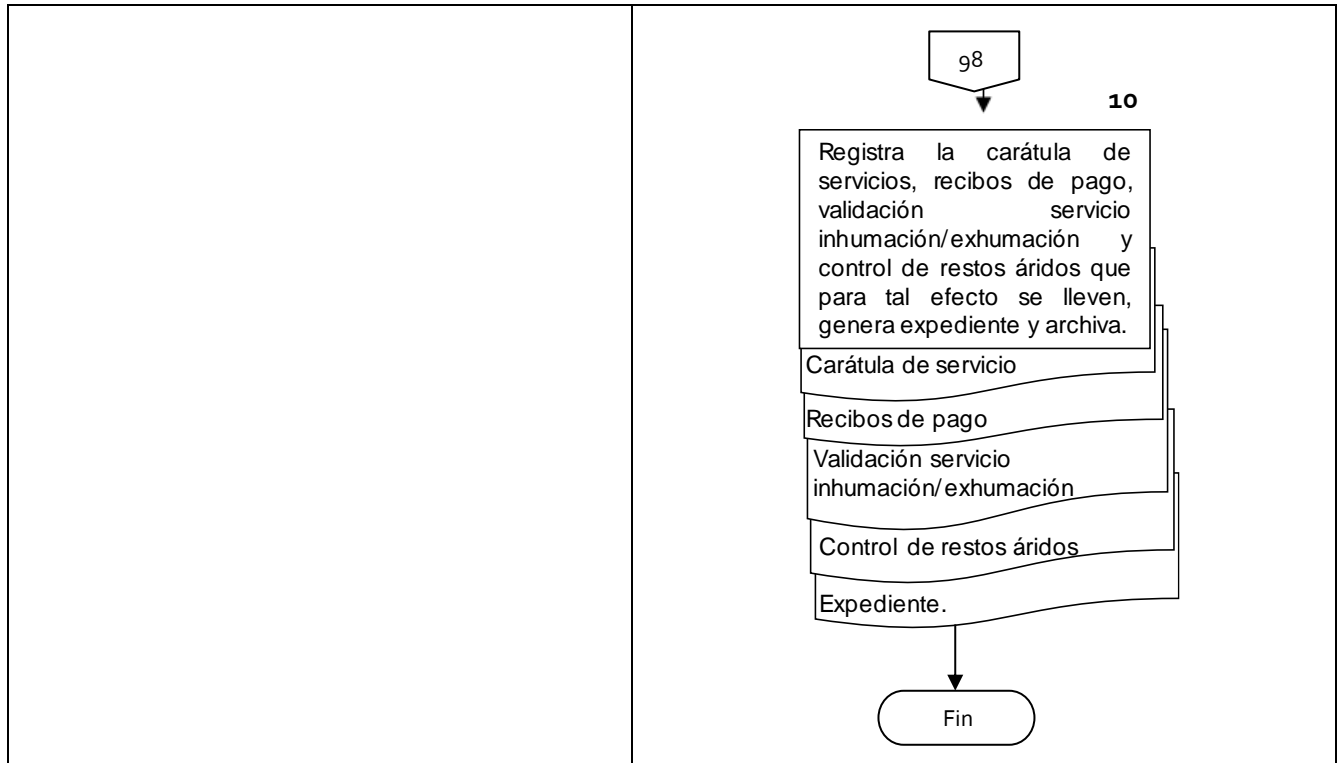 98
10
Registra la carátula de
servicios, recibos de pago,
validación servicio
inhumación/exhumación y
control de restos áridos que
para tal efecto se lleven,
genera expediente y archiva.
Carátula de servicio
Recibos de pago
Validación servicio
inhumación/exhumación
Control de restos áridos
Expediente.
Fin